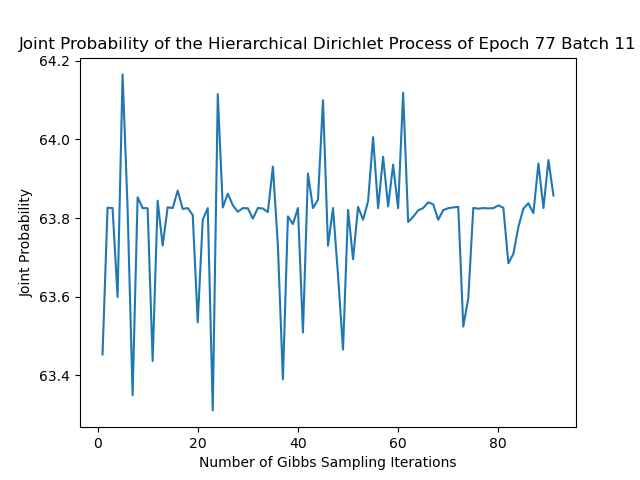 Joint Probability of the Hierarchical Dirichlet Process of Epoch 77 Batch 11
64.2
64.0
63.8
63.6
63.4
Joint Probability
0 20 40 60 80
Number of Gibbs Sampling Iterations